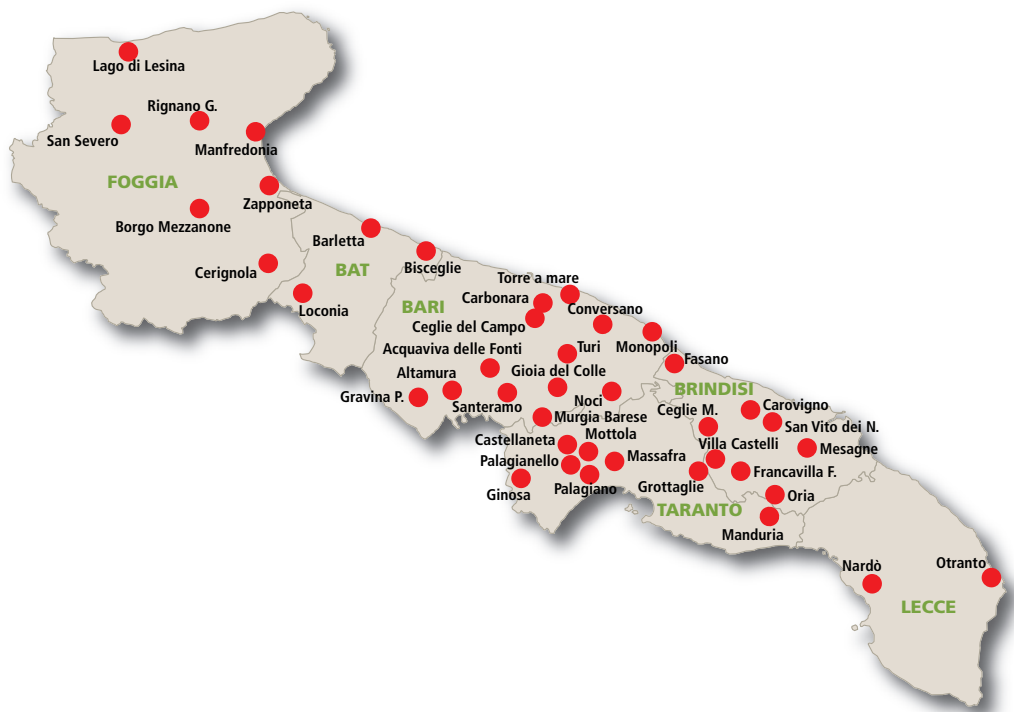 Lago di Lesina
Rignano G.
San Severo
Manfredonia
FOGGIA
Zapponeta
Borgo Mezzanone
Barletta
Cerignola
BAT
Bisceglie
Loconia
Torre a mare
Carbonara
BARI
Conversano
Ceglie del Campo
Acquaviva delle Fonti
Turi
Monopoli
Fasano
Altamura
Gioia del Colle
Gravina P.
Santeramo
Noci
BRINDISI
Ceglie M.
Carovigno
Murgia Barese
San Vito dei N.
Castellaneta
Mottola
Villa Castelli
Mesagne
Palagianello
Massafra
Francavilla F.
Ginosa
Palagiano
Grottaglie
Oria
TARANTO
Manduria
Nardò
Otranto
LECCE